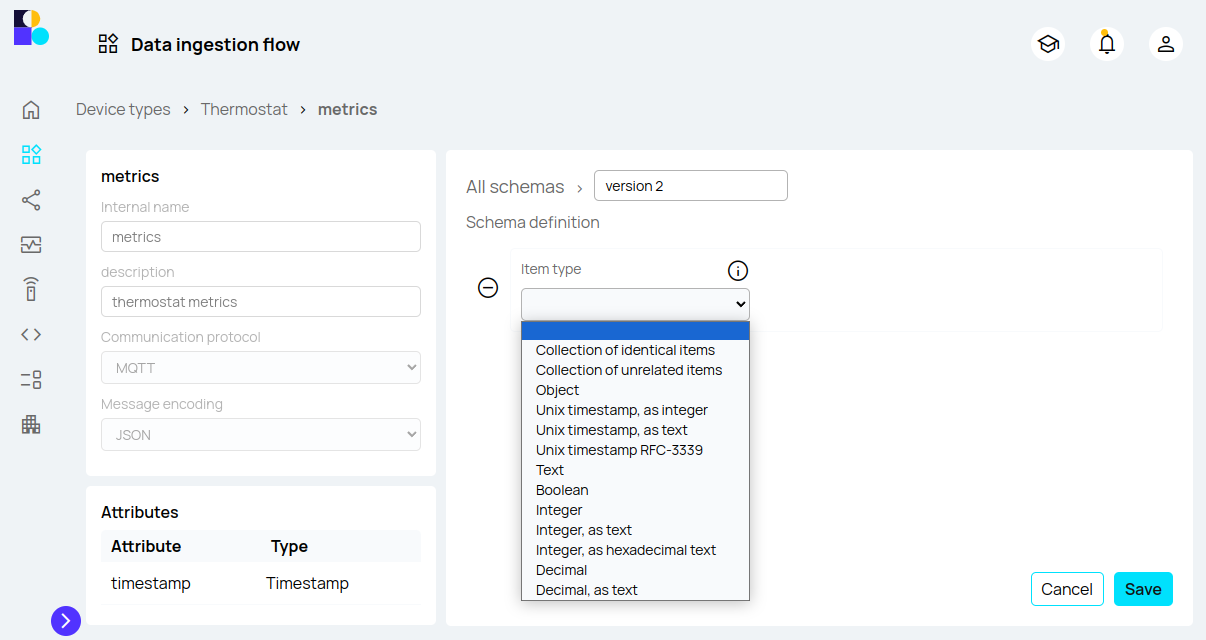 Data ingestion flow
Device types › Thermostat › metrics
metrics
Internal name
metrics
description
thermostat metrics
Communication protocol
MQTT
Message encoding
JSON
Attributes
Attribute Type
timestamp Timestamp
All schemas › version 2
Schema definition
Item type
Collection of identical items
Collection of unrelated items
Object
Unix timestamp, as integer
Unix timestamp, as text
Unix timestamp RFC-3339
Text
Boolean
Integer
Integer, as text
Integer, as hexadecimal text
Decimal
Decimal, as text
Cancel Save